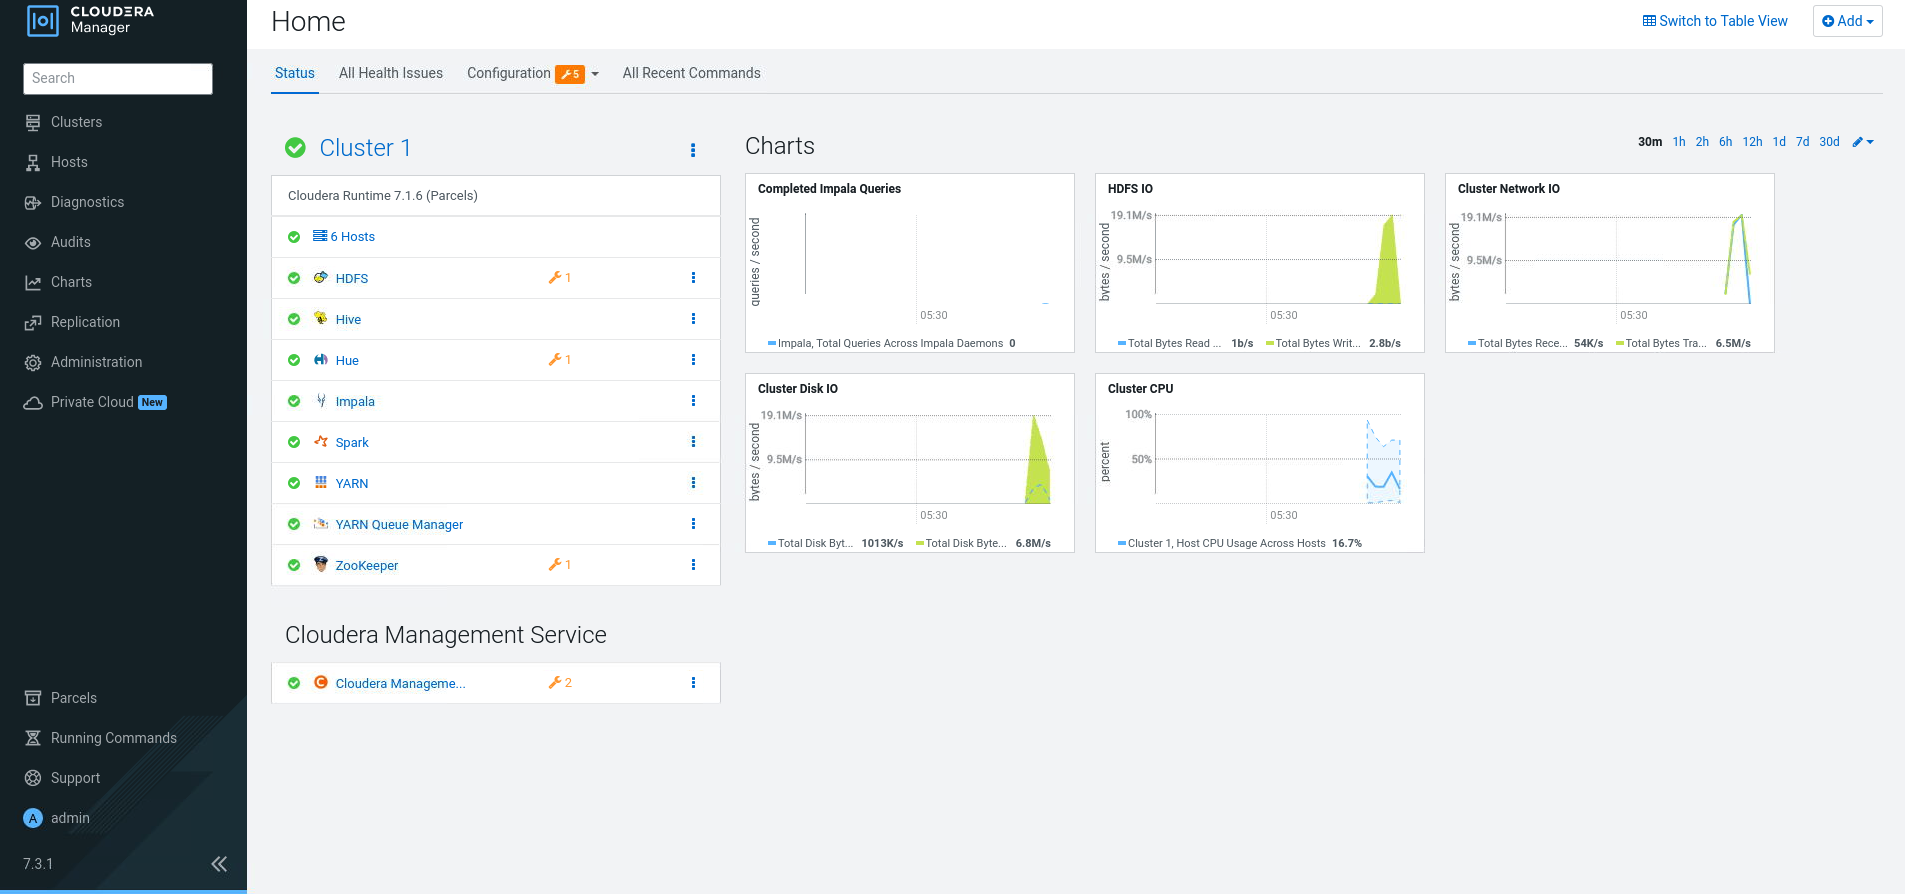 CLOUDERA
Manager
Search
Clusters
Hosts
Diagnostics
Audits
Charts
Replication
Administration
Private Cloud New
Parcels
Running Commands
Support
A admin
7.3.1
Home
Switch to Table View
Add
Status
All Health Issues
Configuration 5
All Recent Commands
Cluster 1
Cloudera Runtime 7.1.6 (Parcels)
6 Hosts
HDFS 1
Hive
Hue 1
Impala
Spark
YARN
YARN Queue Manager
ZooKeeper 1
Cloudera Management Service
C Cloudera Manageme... 2
Charts
30m 1h 2h 6h 12h 1d 7d 30d
Completed Impala Queries
queries / second
05:30
Impala, Total Queries Across Impala Daemons 0
HDFS IO
bytes / second
19.1M/s
9.5M/s
05:30
Total Bytes Read ... 1b/s Total Bytes Writ... 2.8b/s
Cluster Network IO
bytes / second
19.1M/s
9.5M/s
05:30
Total Bytes Rece... 54K/s Total Bytes Tra... 6.5M/s
Cluster Disk IO
bytes / second
19.1M/s
9.5M/s
05:30
Total Disk Byt... 1013K/s Total Disk Byte... 6.8M/s
Cluster CPU
percent
100%
50%
05:30
Cluster 1, Host CPU Usage Across Hosts 16.7%